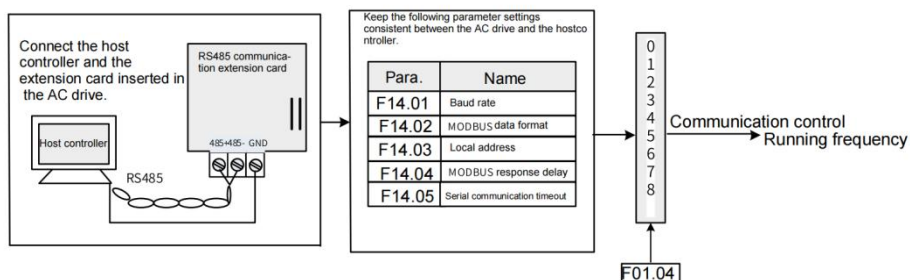 Connect the host
controller and the
extension card inserted in
the AC drive.
RS485 communica-
tion extension card
Host controller
485+485- GND
RS485
Keep the following parameter settings
consistent between the AC drive and the hostco
ntroller.
Para. Name
F14.01 Baud rate
F14.02 MODBUS data format
F14.03 Local address
F14.04 MODBUS response delay
F14.05 Serial communication timeout
0
1
2
3
4
5
6
7
8
Communication control
Running frequency
F01.04